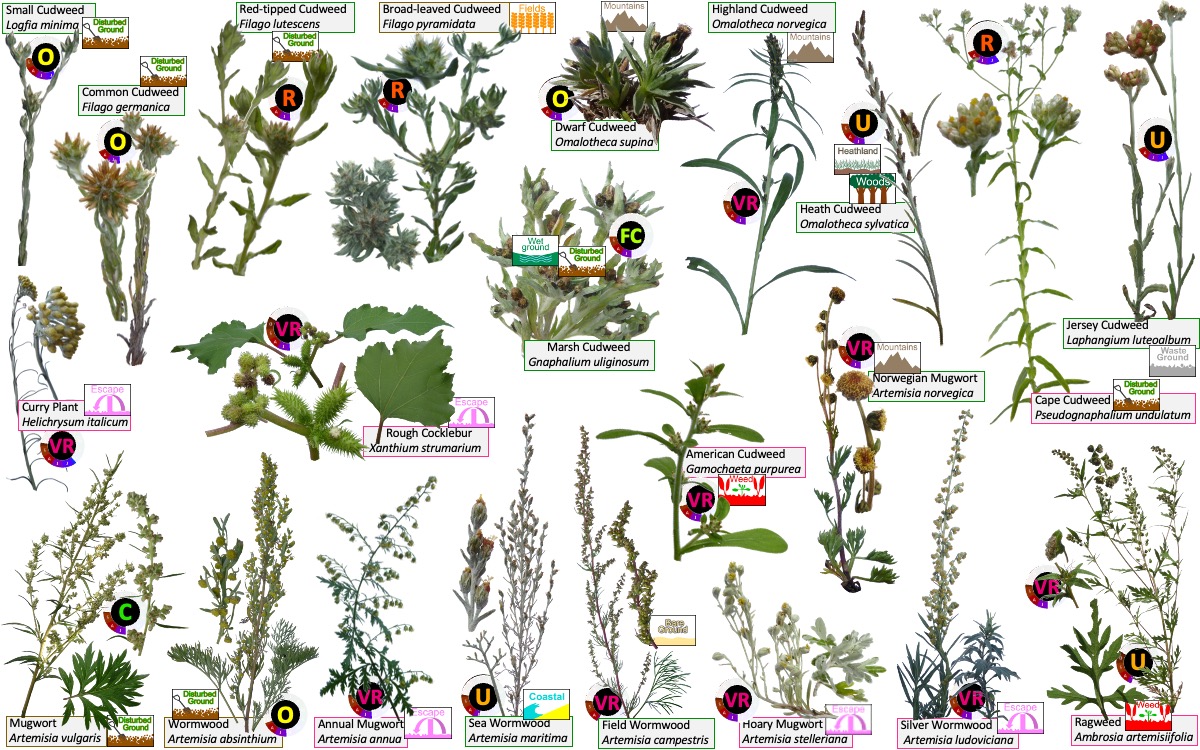 Small Cudweed
Logfia minima
Disturbed
Ground
O
Disturbed
Ground
Common Cudweed
Filago germanica
O
Red-tipped Cudweed
Filago lutescens
Disturbed
Ground
R
Broad-leaved Cudweed
Filago pyramidata
Fields
R
Mountains
O
Dwarf Cudweed
Omalotheca supina
Highland Cudweed
Omalotheca norvegica
Mountains
VR
U
Heathland
Woods
Heath Cudweed
Omalotheca sylvatica
R
U
Wet
ground
Disturbed
Ground
FC
Marsh Cudweed
Gnaphalium uliginosum
Jersey Cudweed
Laphangium luteoalbum
Waste
Ground
Disturbed
Ground
Cape Cudweed
Pseudognaphalium undulatum
Escape
Curry Plant
Helichrysum italicum
VR
VR
Escape
Rough Cocklebur
Xanthium strumarium
VR
Mountains
Norwegian Mugwort
Artemisia norvegica
American Cudweed
Gamochaeta purpurea
Weed
VR
C
Mugwort
Artemisia vulgaris
Disturbed
Ground
Disturbed
Ground
Wormwood
Artemisia absinthium
O
VR
Annual Mugwort
Artemisia annua
Escape
U
Coastal
Sea Wormwood
Artemisia maritima
Bare
Ground
VR
Field Wormwood
Artemisia campestris
VR
Hoary Mugwort
Artemisia stelleriana
Escape
VR
Silver Wormwood
Artemisia ludoviciana
Escape
VR
U
Weed
Ragweed
Ambrosia artemisiifolia